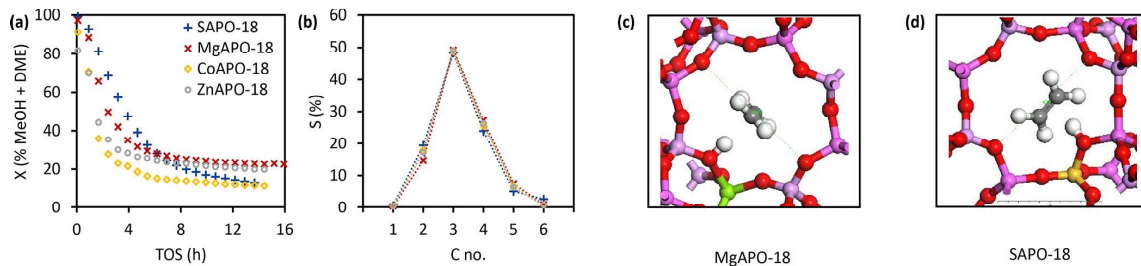 (a)
X (% MeOH + DME)
100
80
60
40
20
0
SAPO-18
MgAPO-18
CoAPO-18
ZnAPO-18
0 4 8 12 16
TOS (h)
(b)
S (%)
60
50
40
30
20
10
0
1 2 3 4 5 6
C no.
(c)
MgAPO-18
(d)
SAPO-18